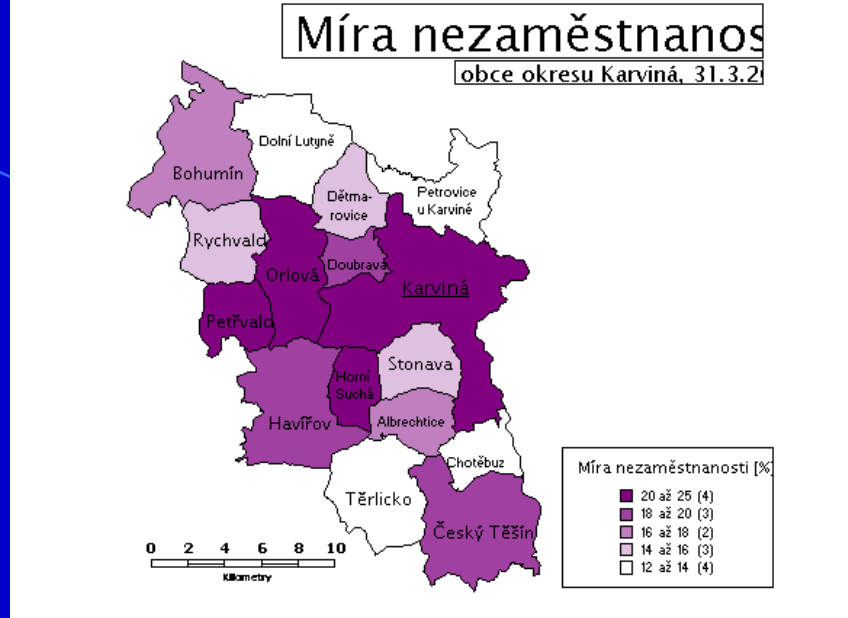 Míra nezaměstnanos
obce okresu Karviná, 31.3.2
Dolní Lutyně
Bohumín
Dětma-
rovice
Petrovice
u Karviné
Rychvald
Orlová
Doubrava
Karviná
Petřvald
Stonava
Horní
Suchá
Havířov
Albrechtice
Chotěbuz
Těrlicko
Český Těšín
Míra nezaměstnanosti [%]
20 až 25 (4)
18 až 20 (3)
16 až 18 (2)
14 až 16 (3)
12 až 14 (4)
0 2 4 6 8 10
Kilometry